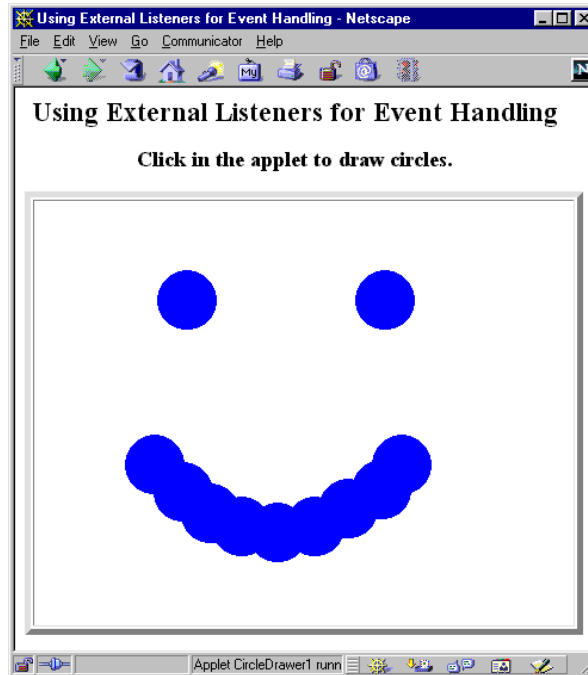 Using External Listeners for Event Handling - Netscape
File Edit View Go Communicator Help
My
N
Using External Listeners for Event Handling
Click in the applet to draw circles.
Applet CircleDrawer1 runn